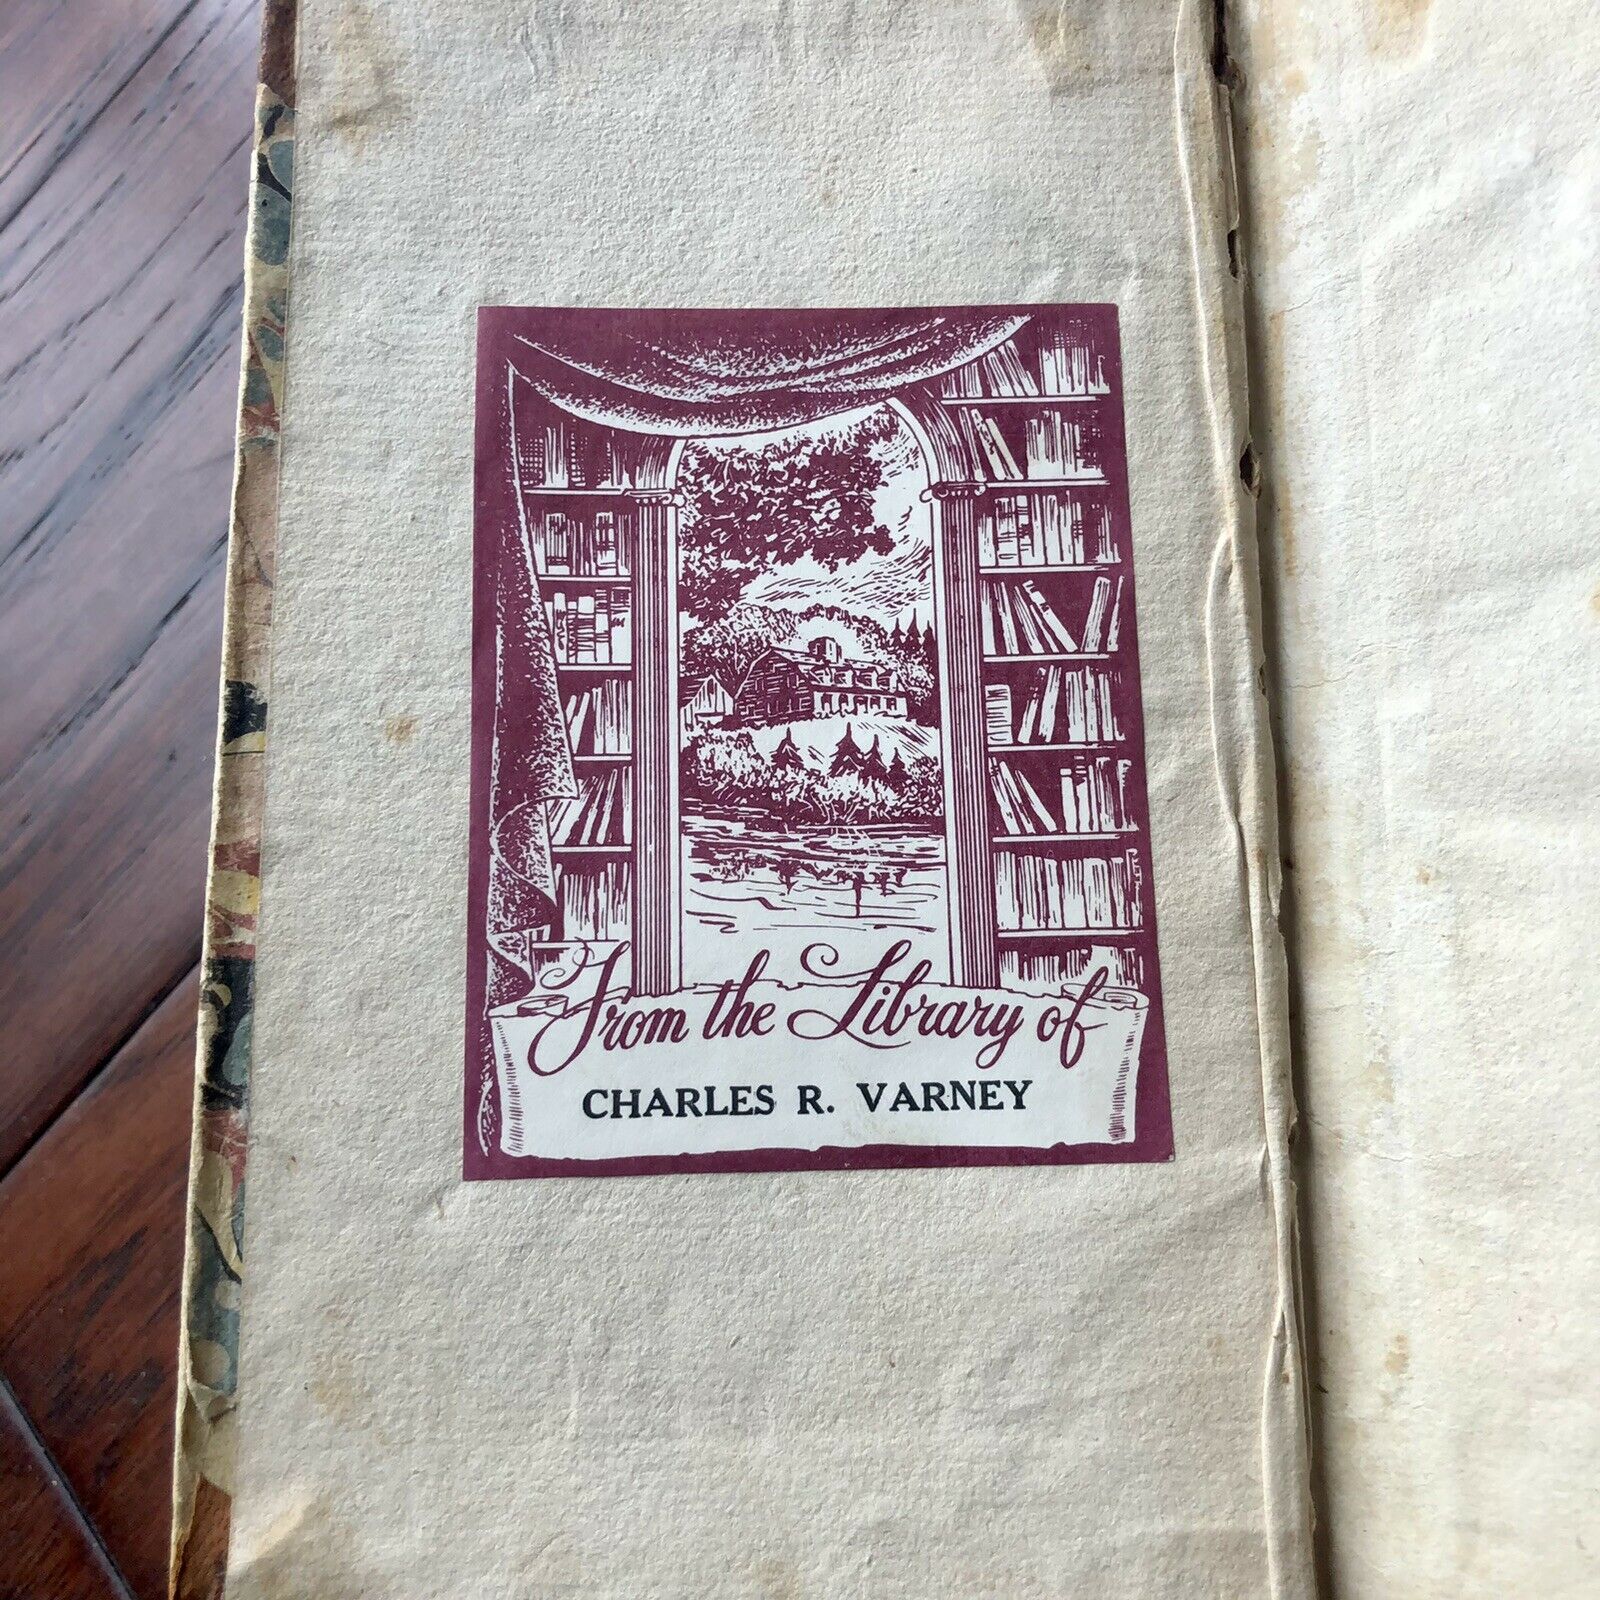 From the Library of
CHARLES R. VARNEY